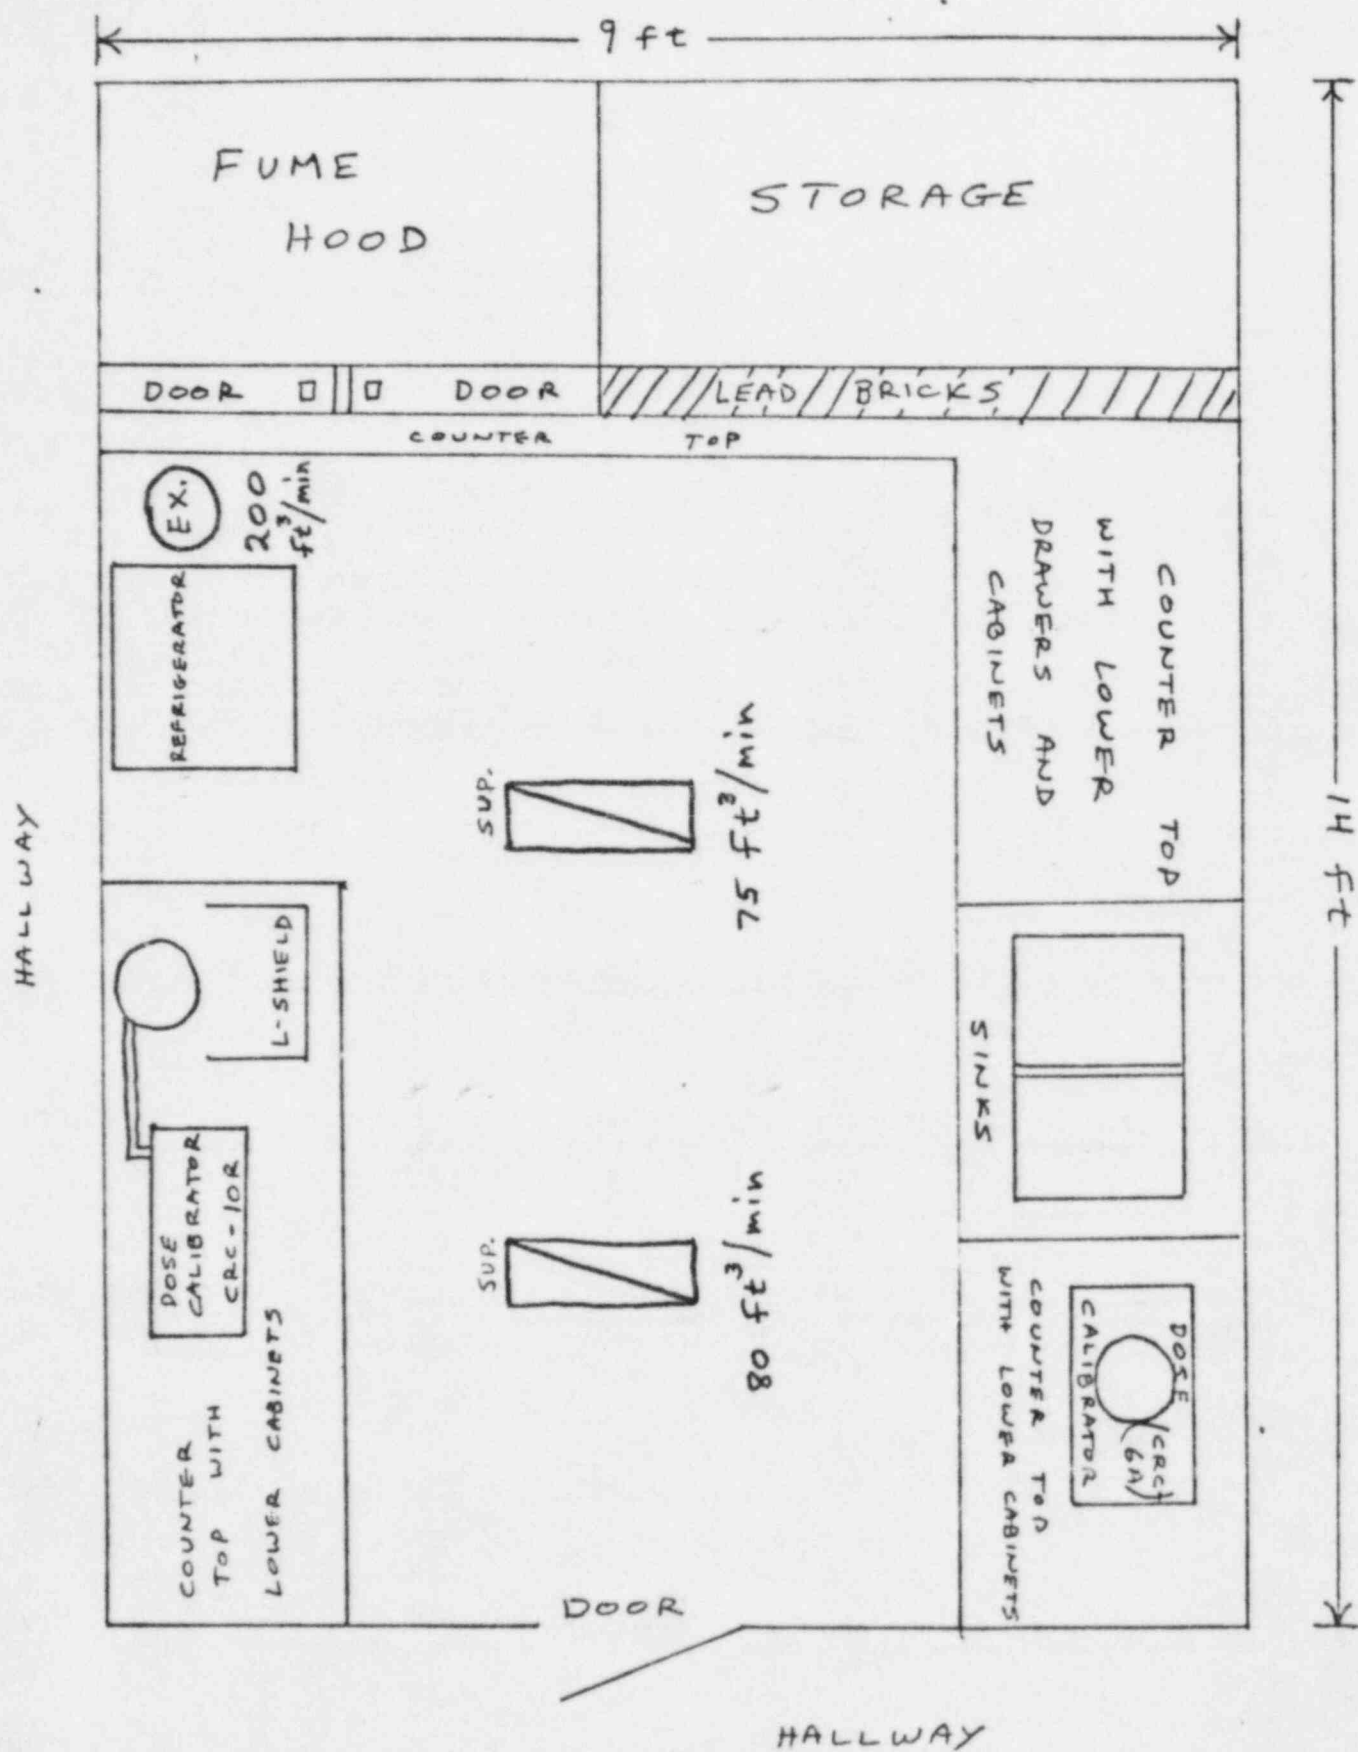 9 ft
FUME
HOOD
STORAGE
DOOR
DOOR
LEAD BRICKS
COUNTER TOP
EX.
200
ft³/min
REFRIGERATOR
COUNTER TOP
WITH LOWER
DRAWERS AND
CABINETS
SUP.
75 ft³/min
14 ft
HALLWAY
L-SHIELD
SINKS
DOSE
CALIBRATOR
CRC-10R
SUP.
80 ft³/min
DOSE
CALIBRATOR
(CRC-
6A)
COUNTER TOP
WITH LOWER CABINETS
COUNTER
TOP WITH
LOWER CABINETS
DOOR
HALLWAY